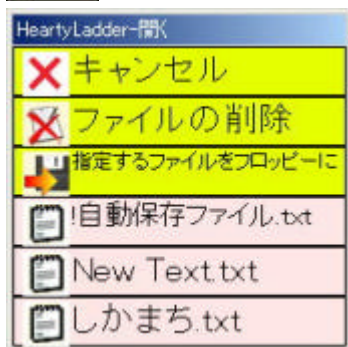 HeartyLadder-開く
キャンセル
ファイルの削除
指定するファイルをフロッピーに
!自動保存ファイル.txt
New Text.txt
しかまち.txt